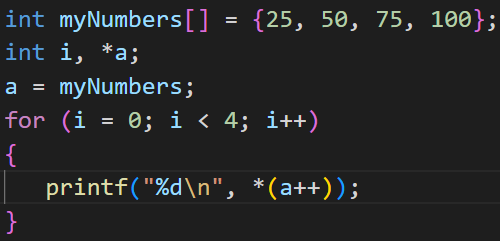 int myNumbers[] = {25, 50, 75, 100};
int i, *a;
a = myNumbers;
for (i = 0; i < 4; i++)
{
   printf("%d\n", *(a++));
}